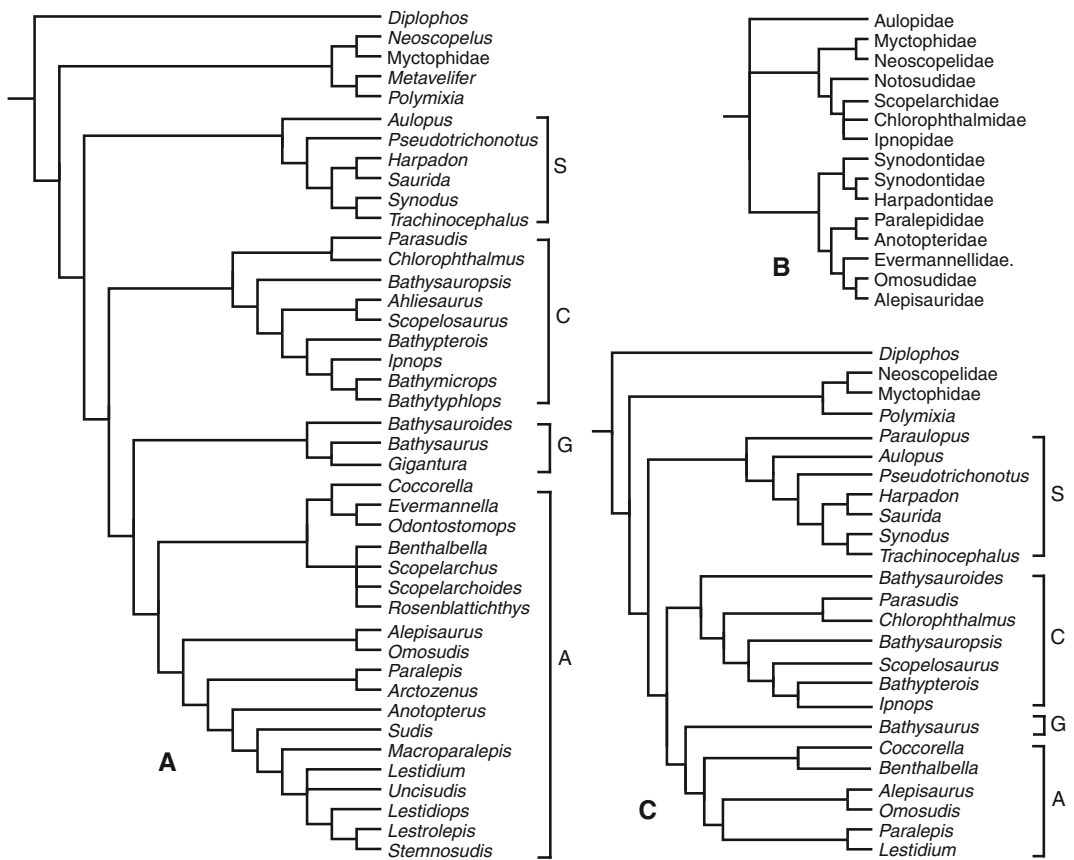 Diplophos
Neoscopelus
Myctophidae
Metavelifer
Polymixia
Aulopus
Pseudotrichonotus
Harpadon
Saurida
Synodus
Trachinocephalus
S
Parasudis
Chlorophthalmus
Bathysauropsis
Ahliesaurus
Scopelosaurus
Bathypterois
Ipnops
Bathymicrops
Bathytyphlops
C
Bathysauroides
Bathysaurus
Gigantura
G
Coccorella
Evermannella
Odontostomops
Benthalbella
Scopelarchus
Scopelarchoides
Rosenblattichthys
Alepisaurus
Omosudis
Paralepis
Arctozenus
Anotopterus
Sudis
Macroparalepis
Lestidium
Uncisudis
Lestidiops
Lestrolepis
Stemnosudis
A
A
Aulopidae
Myctophidae
Neoscopelidae
Notosudidae
Scopelarchidae
Chlorophthalmidae
Ipnopidae
Synodontidae
Synodontidae
Harpadontidae
Paralepididae
Anotopteridae
Evermannellidae.
Omosudidae
Alepisauridae
B
Diplophos
Neoscopelidae
Myctophidae
Polymixia
Paraulopus
Aulopus
Pseudotrichonotus
Harpadon
Saurida
Synodus
Trachinocephalus
S
Bathysauroides
Parasudis
Chlorophthalmus
Bathysauropsis
Scopelosaurus
Bathypterois
Ipnops
C
Bathysaurus
G
Coccorella
Benthalbella
Alepisaurus
Omosudis
Paralepis
Lestidium
A
C